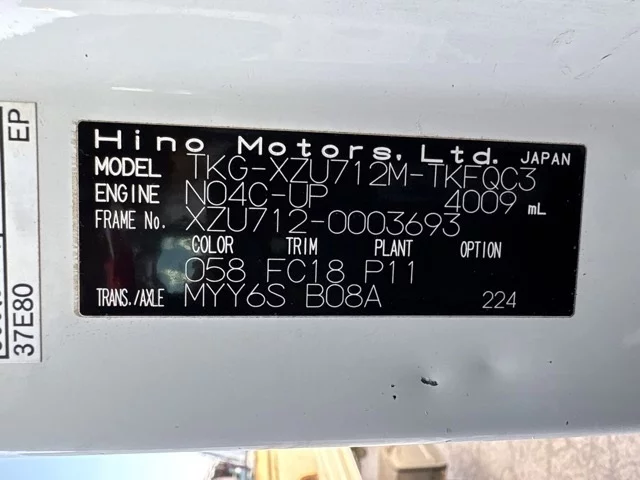 Hino Motors, Ltd. JAPAN
MODEL TKG-XZU712M-TKFQC3
ENGINE N04C-UP 4009 mL
FRAME No. XZU712-0003693
COLOR TRIM PLANT OPTION
058 FC18 P11
TRANS./AXLE MYY6S B08A 224
EP
37E80